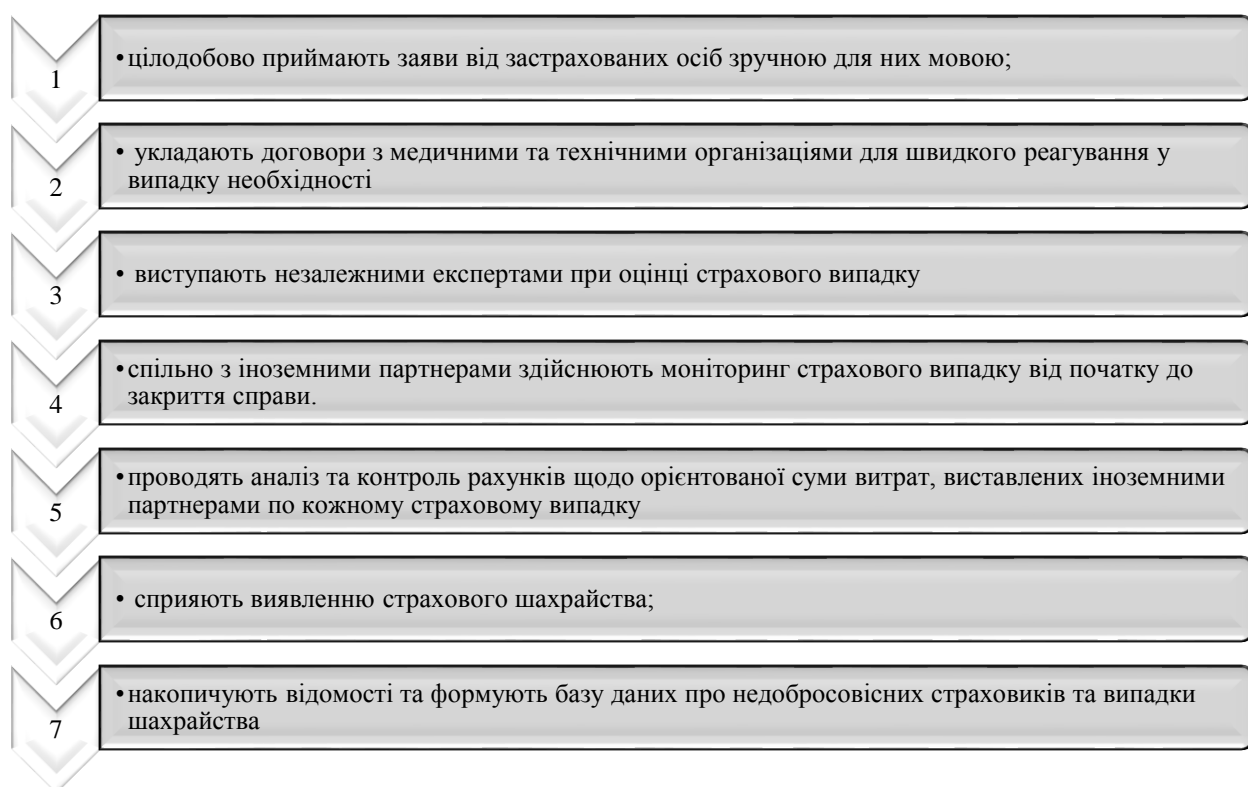 1
•цілодобово приймають заяви від застрахованих осіб зручною для них мовою;
2
• укладають договори з медичними та технічними організаціями для швидкого реагування у
випадку необхідності
3
• виступають незалежними експертами при оцінці страхового випадку
4
•спільно з іноземними партнерами здійснюють моніторинг страхового випадку від початку до
закриття справи.
5
•проводять аналіз та контроль рахунків щодо орієнтованої суми витрат, виставлених іноземними
партнерами по кожному страховому випадку
6
• сприяють виявленню страхового шахрайства;
7
•накопичують відомості та формують базу даних про недобросовісних страховиків та випадки
шахрайства